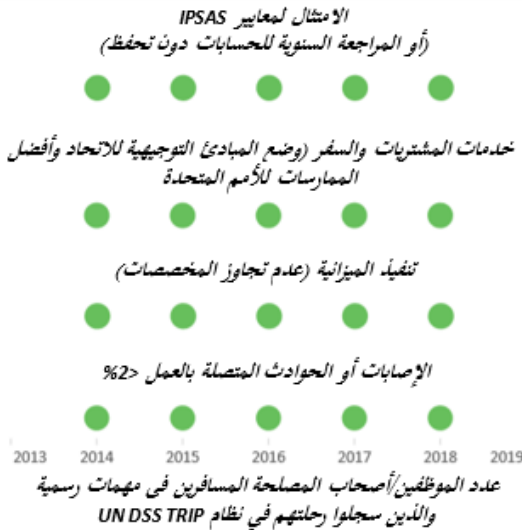 الامتثال لمعايير IPSAS
(أو المراجعة السنوية للحسابات دون تحفظ)
خدمات المشتريات والسفر (وضع المبادئ التوجيهية للاتحاد وأفضل
الممارسات للأمم المتحدة
تنفيذ الميزانية (عدم تجاوز المخصصات)
الإصابات أو الحوادث المتصلة بالعمل <2%
2013 2014 2015 2016 2017 2018 2019
عدد الموظفين/أصحاب المصلحة المسافرين في مهمات رسمية
والذين سجلوا رحلتهم في نظام UN DSS TRIP